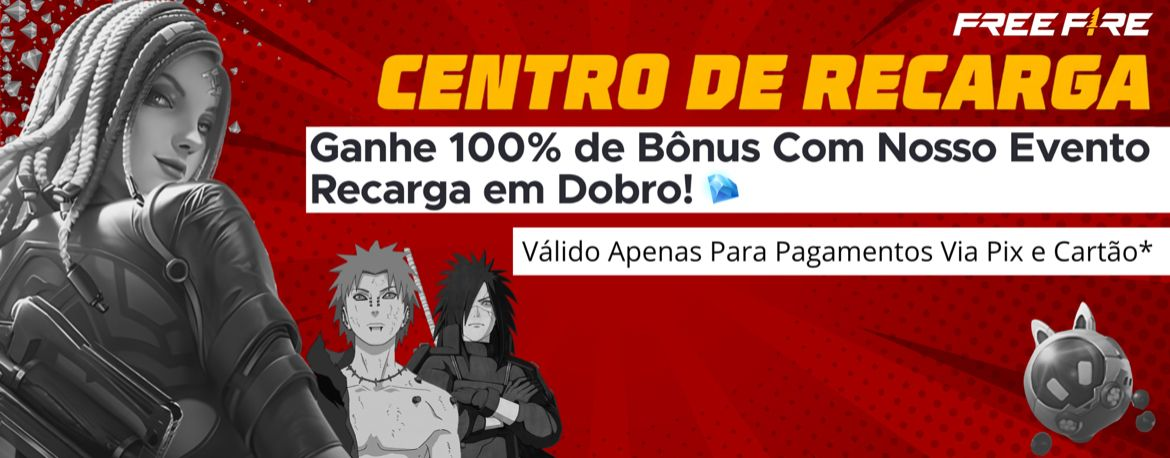 FREE FIRE
CENTRO DE RECARGA
Ganhe 100% de Bônus Com Nosso Evento
Recarga em Dobro!
Válido Apenas Para Pagamentos Via Pix e Cartão*